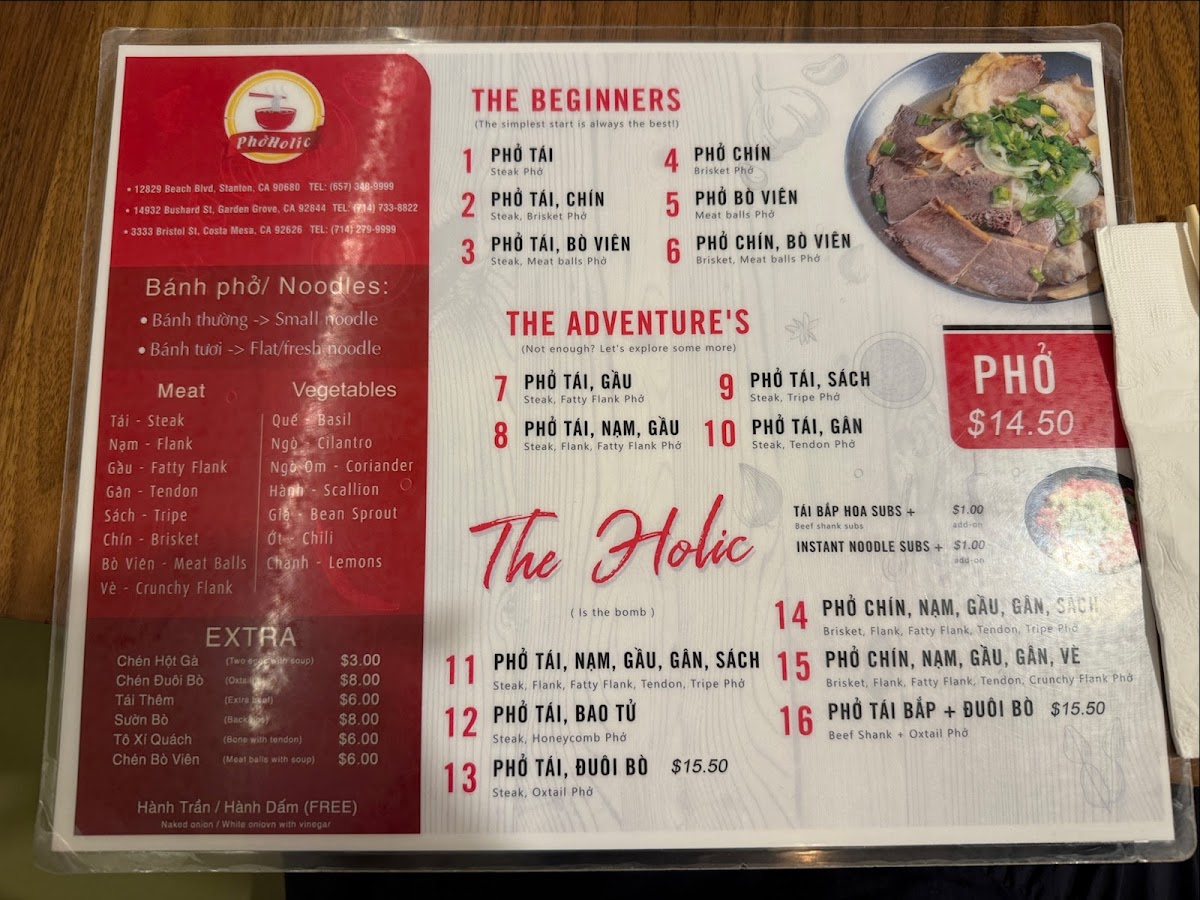 PhởHolic
• 12829 Beach Blvd, Stanton, CA 90680 TEL: (657) 348-9999
• 14932 Bushard St, Garden Grove, CA 92844 TEL: (714) 733-8822
• 3333 Bristol St, Costa Mesa, CA 92626 TEL: (714) 279-9999
Bánh phở/ Noodles:
• Bánh thường -> Small noodle
• Bánh tươi -> Flat/fresh noodle
Meat
Tái - Steak
Nạm - Flank
Gầu - Fatty Flank
Gân - Tendon
Sách - Tripe
Chín - Brisket
Bò Viên - Meat Balls
Vè - Crunchy Flank
Vegetables
Quế - Basil
Ngò - Cilantro
Ngò Om - Coriander
Hành - Scallion
Giá - Bean Sprout
Ớt - Chili
Chanh - Lemons
EXTRA
Chén Hột Gà (Two eggs with soup) $3.00
Chén Đuôi Bò $8.00
Tái Thêm (Extra beef) $6.00
Sườn Bò $8.00
Tô Xí Quách (Bone with tendon) $6.00
Chén Bò Viên (Meat balls with soup) $6.00
Hành Trần / Hành Dấm (FREE)
Naked onion / White oniovn with vinegar
THE BEGINNERS
(The simplest start is always the best!)
1 PHỞ TÁI
Steak Phở
2 PHỞ TÁI, CHÍN
Steak, Brisket Phở
3 PHỞ TÁI, BÒ VIÊN
Steak, Meat balls Phở
4 PHỞ CHÍN
Brisket Phở
5 PHỞ BÒ VIÊN
Meat balls Phở
6 PHỞ CHÍN, BÒ VIÊN
Brisket, Meat balls Phở
THE ADVENTURE'S
(Not enough? Let's explore some more)
7 PHỞ TÁI, GẦU
Steak, Fatty Flank Phở
8 PHỞ TÁI, NẠM, GẦU
Steak, Flank, Fatty Flank Phở
9 PHỞ TÁI, SÁCH
Steak, Tripe Phở
10 PHỞ TÁI, GÂN
Steak, Tendon Phở
PHỞ
$14.50
The Holic
( Is the bomb )
TÁI BẮP HOA SUBS + $1.00
Beef shank subs add-on
INSTANT NOODLE SUBS + $1.00
add-on
11 PHỞ TÁI, NẠM, GẦU, GÂN, SÁCH
Steak, Flank, Fatty Flank, Tendon, Tripe Phở
12 PHỞ TÁI, BAO TỬ
Steak, Honeycomb Phở
13 PHỞ TÁI, ĐUÔI BÒ $15.50
Steak, Oxtail Phở
14 PHỞ CHÍN, NẠM, GẦU, GÂN, SÁCH
Brisket, Flank, Fatty Flank, Tendon, Tripe Phở
15 PHỞ CHÍN, NẠM, GẦU, GÂN, VE
Brisket, Flank, Fatty Flank, Tendon, Crunchy Flank Phở
16 PHỞ TÁI BẮP + ĐUÔI BÒ $15.50
Beef Shank + Oxtail Phở